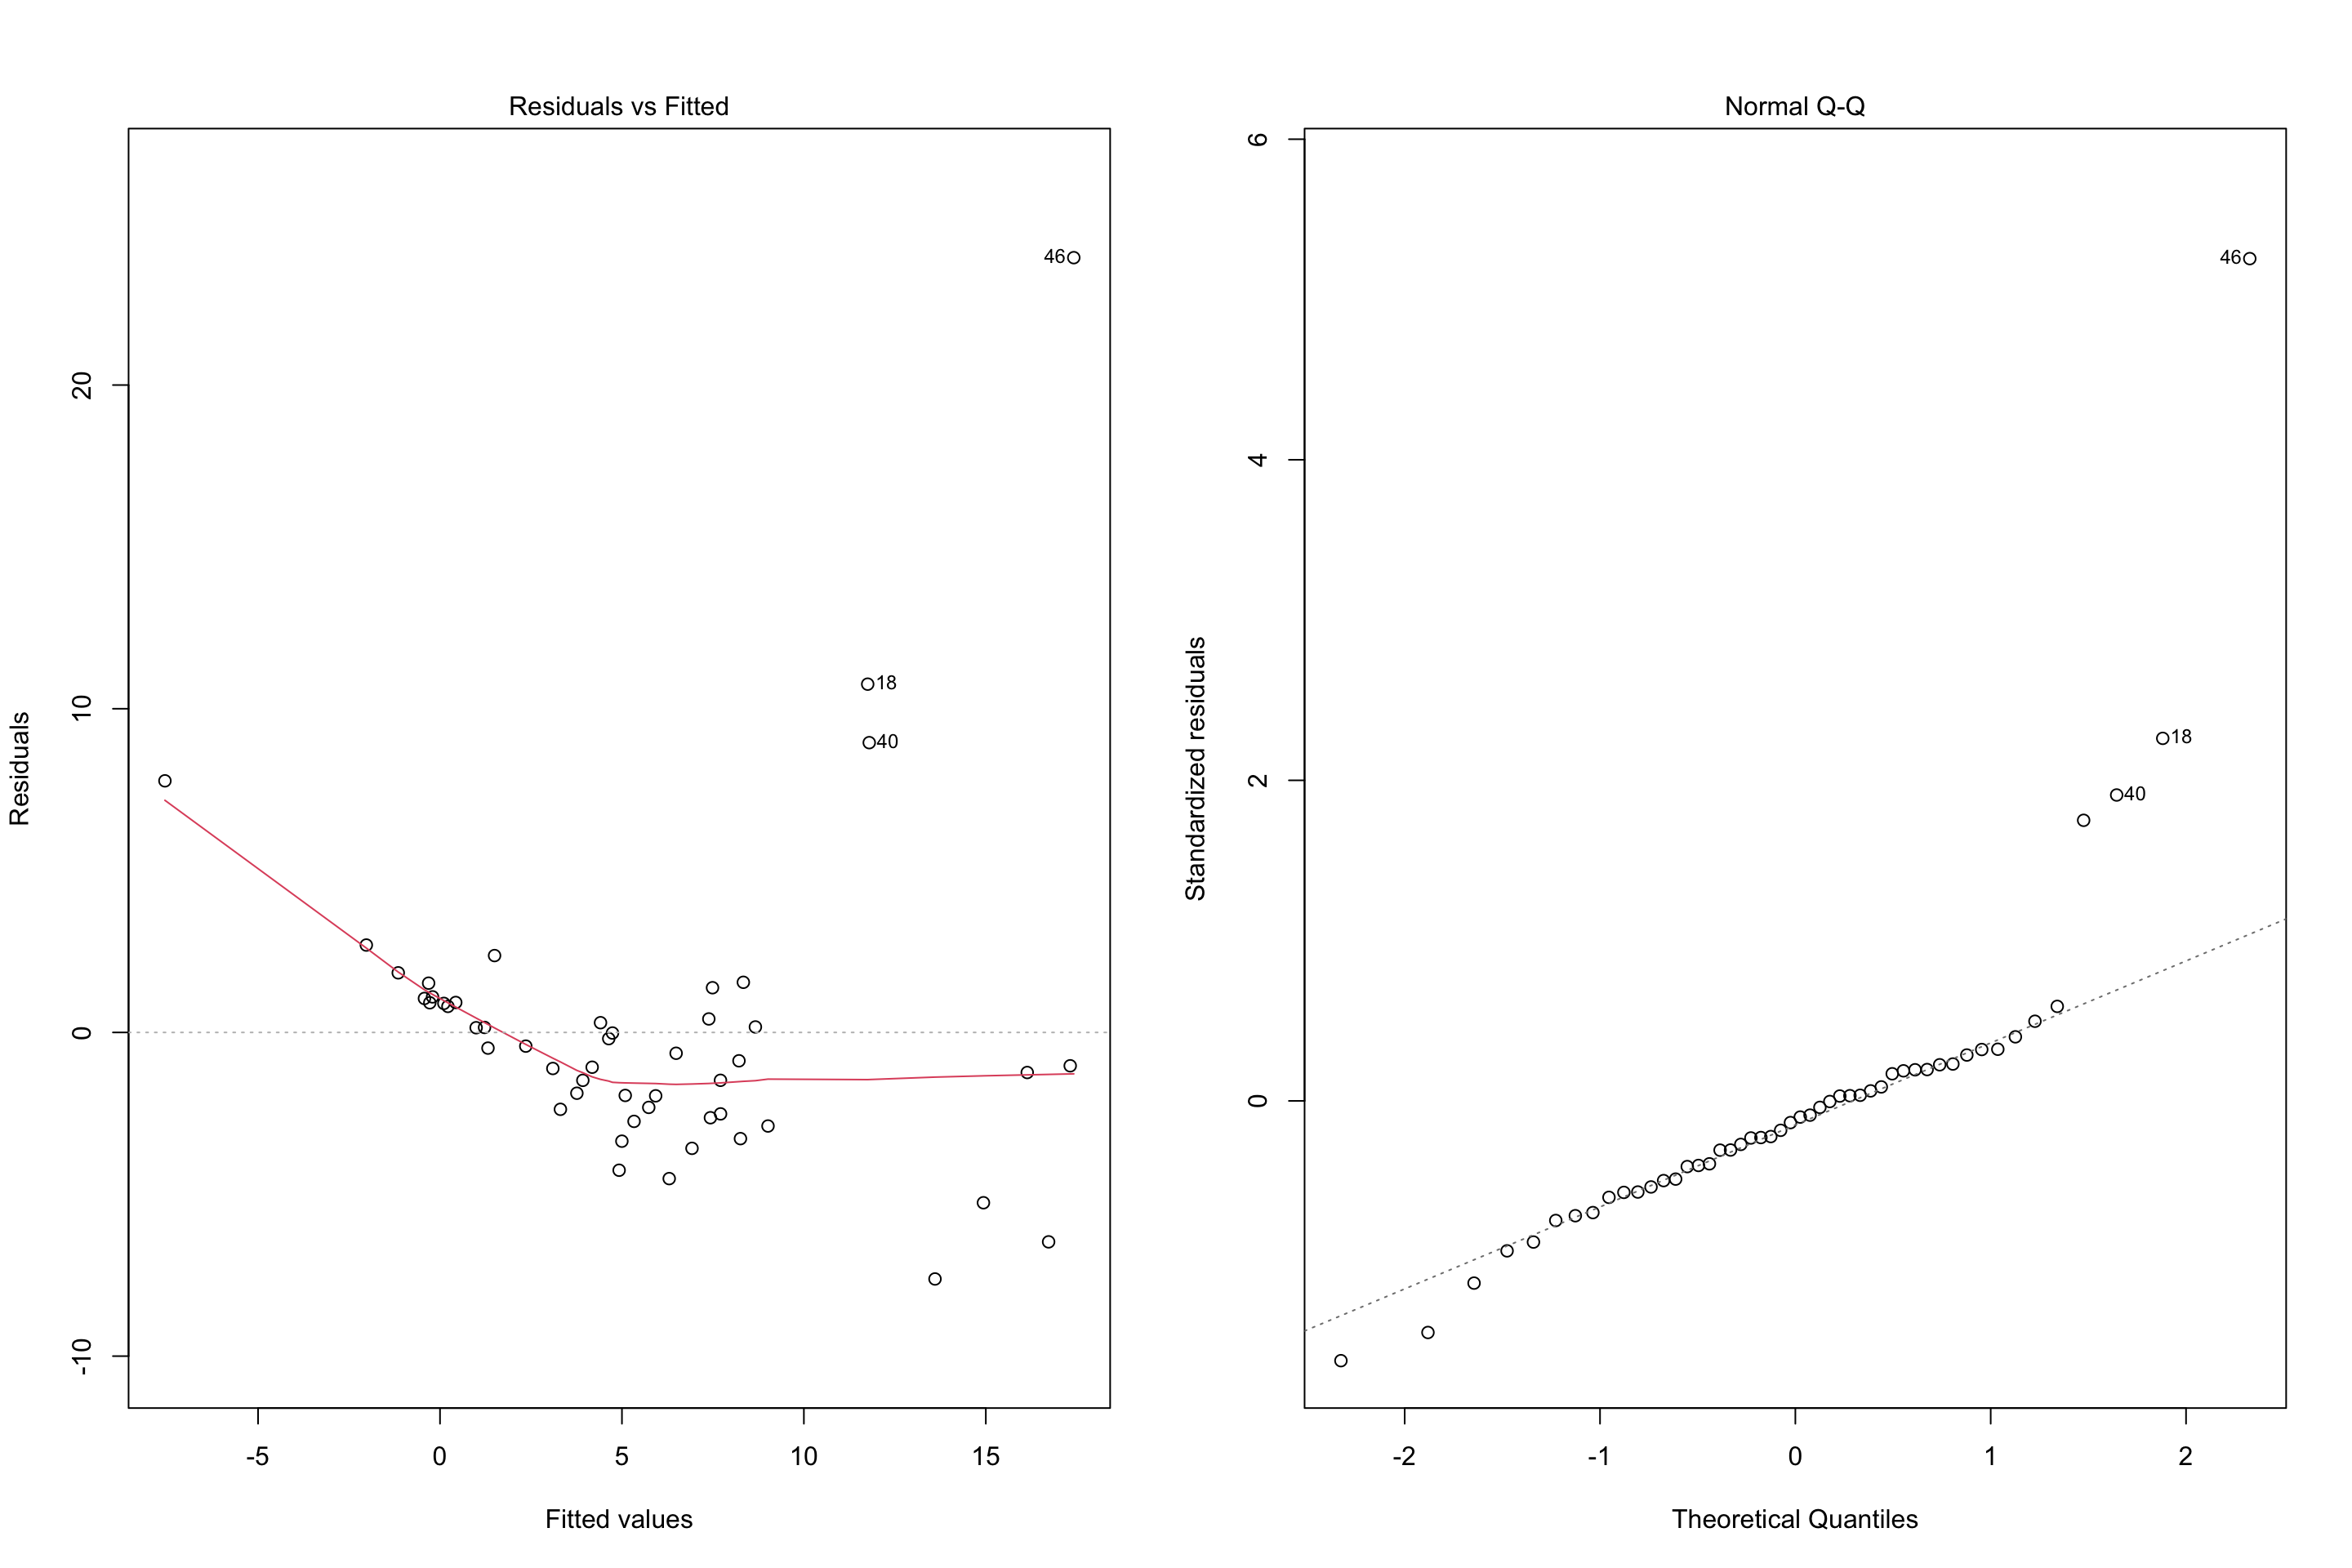 Residuals vs Fitted
46
20
18
10
40
Residuals
0
-10
-5 0 5 10 15
Fitted values
Normal Q-Q
6
46
4
18
2
40
Standardized residuals
0
-2 -1 0 1 2
Theoretical Quantiles